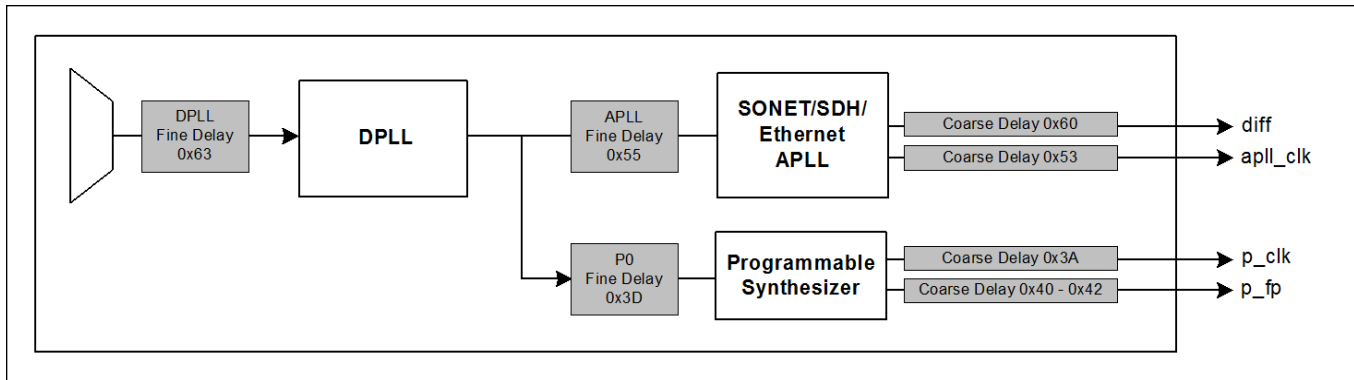 DPLL
Fine Delay
0x63
DPLL
APLL
Fine Delay
0x55
SONET/SDH/
Ethernet
APLL
Coarse Delay 0x60
diff
Coarse Delay 0x53
apll_clk
P0
Fine Delay
0x3D
Programmable
Synthesizer
Coarse Delay 0x3A
p_clk
Coarse Delay 0x40 - 0x42
p_fp